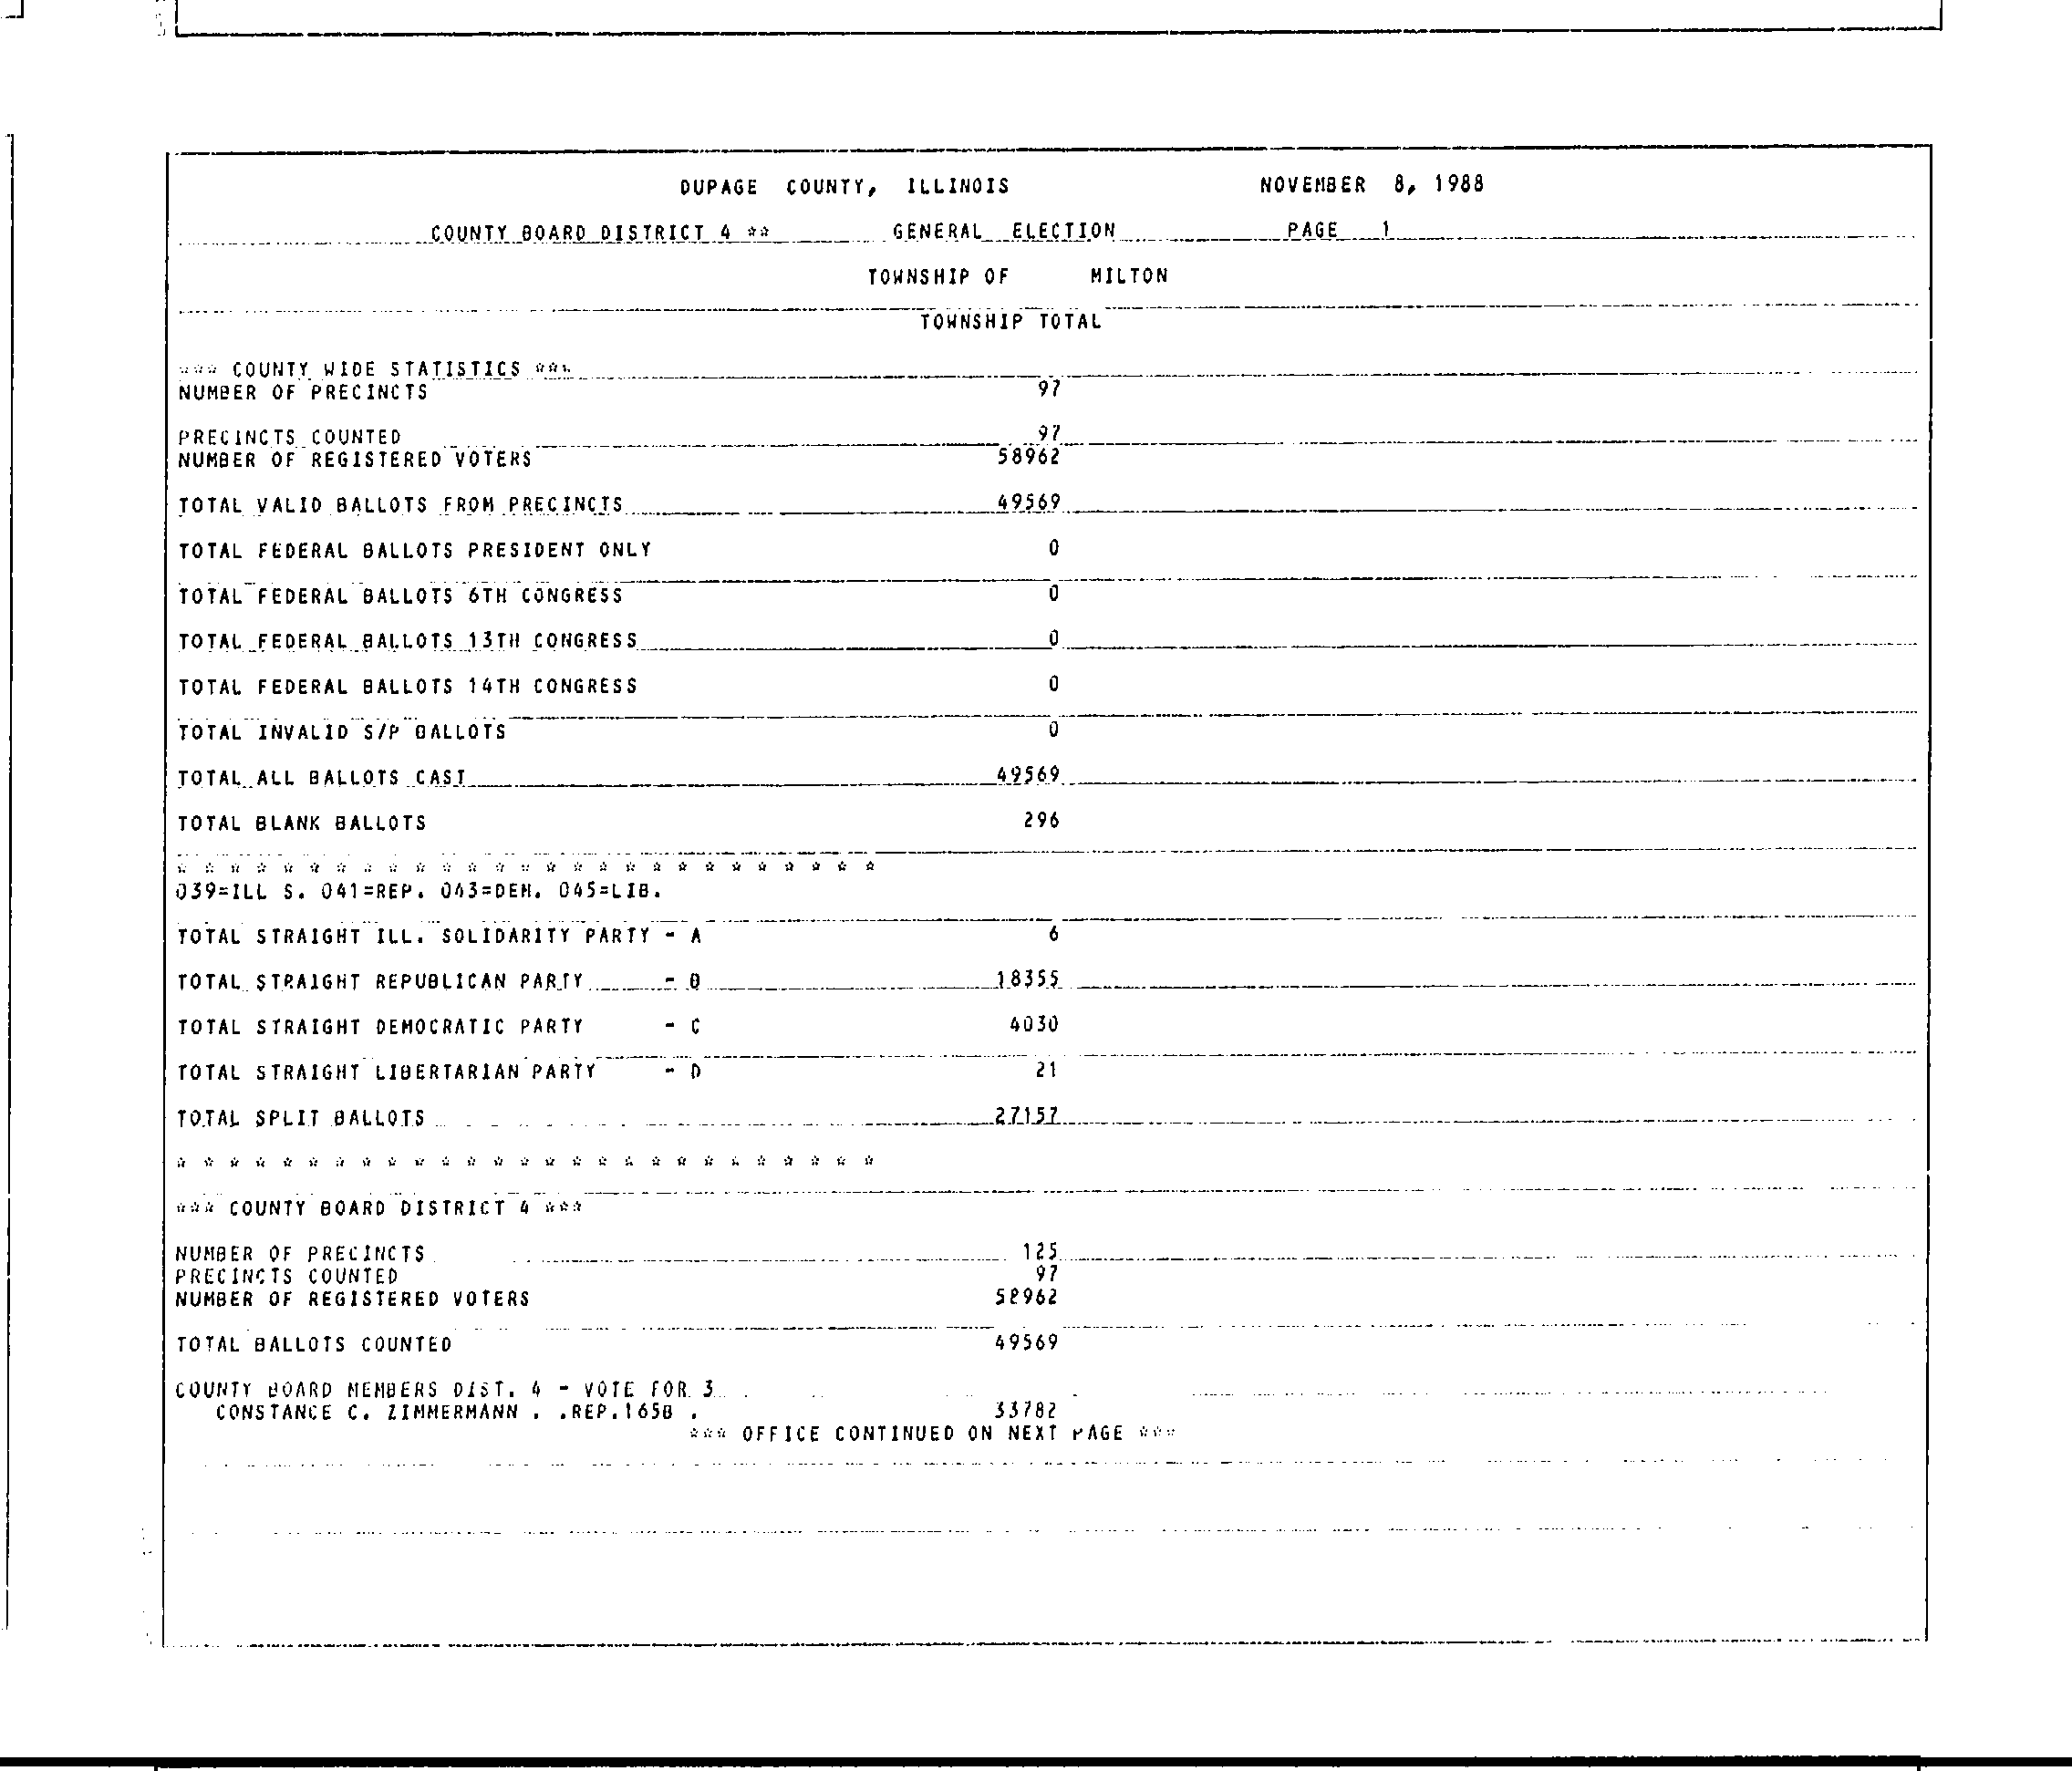 DUPAGE COUNTY, ILLINOIS NOVEMBER 8, 1988
COUNTY BOARD DISTRICT 4 ** GENERAL ELECTION PAGE 1
TOWNSHIP OF MILTON
TOWNSHIP TOTAL
*** COUNTY WIDE STATISTICS ***
NUMBER OF PRECINCTS 97
PRECINCTS COUNTED 97
NUMBER OF REGISTERED VOTERS 58962
TOTAL VALID BALLOTS FROM PRECINCTS 49569
TOTAL FEDERAL BALLOTS PRESIDENT ONLY 0
TOTAL FEDERAL BALLOTS 6TH CONGRESS 0
TOTAL FEDERAL BALLOTS 13TH CONGRESS 0
TOTAL FEDERAL BALLOTS 14TH CONGRESS 0
TOTAL INVALID S/P BALLOTS 0
TOTAL ALL BALLOTS CAST 49569
TOTAL BLANK BALLOTS 296
* * * * * * * * * * * * * * * * * * * * * * * * * * *
039=ILL S. 041=REP. 043=DEM. 045=LIB.
TOTAL STRAIGHT ILL. SOLIDARITY PARTY - A 6
TOTAL STRAIGHT REPUBLICAN PARTY - B 18355
TOTAL STRAIGHT DEMOCRATIC PARTY - C 4030
TOTAL STRAIGHT LIBERTARIAN PARTY - D 21
TOTAL SPLIT BALLOTS 27157
* * * * * * * * * * * * * * * * * * * * * * * * * * *
*** COUNTY BOARD DISTRICT 4 ***
NUMBER OF PRECINCTS 125
PRECINCTS COUNTED 97
NUMBER OF REGISTERED VOTERS 58962
TOTAL BALLOTS COUNTED 49569
COUNTY BOARD MEMBERS DIST. 4 - VOTE FOR 3
CONSTANCE C. ZIMMERMANN . .REP.165B . 33782
*** OFFICE CONTINUED ON NEXT PAGE ***